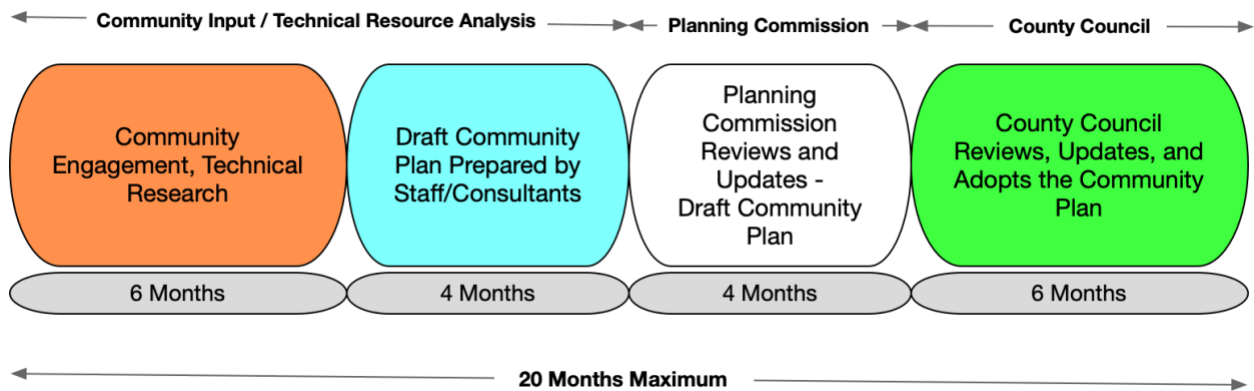 Community Input / Technical Resource Analysis
Planning Commission
County Council
Community
Engagement, Technical
Research
Draft Community
Plan Prepared by
Staff/Consultants
Planning
Commission
Reviews and
Updates -
Draft Community
Plan
County Council
Reviews, Updates, and
Adopts the Community
Plan
6 Months
4 Months
4 Months
6 Months
20 Months Maximum